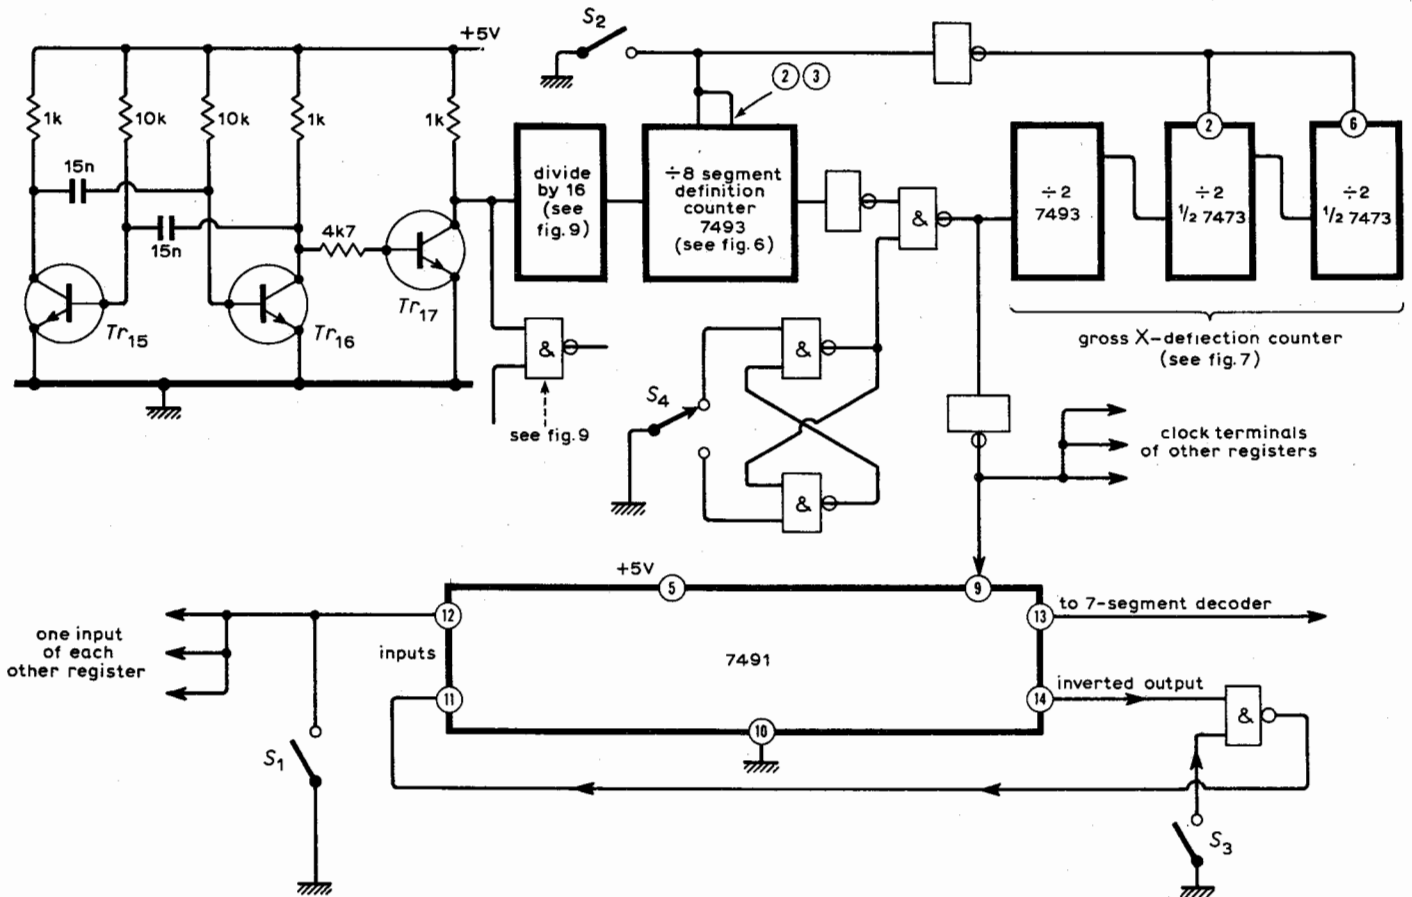 S2
+5V
2 3
1k
10k
10k
1k
1k
2
6
15n
15n
divide
by 16
(see
fig. 9)
÷8 segment
definition
counter
7493
(see fig. 6)
&
÷2
7493
÷2
1/2 7473
÷2
1/2 7473
4k7
Tr15
Tr16
Tr17
&
see fig. 9
S4
&
&
gross X-deflection counter
(see fig. 7)
clock terminals
of other registers
+5V
5
9
12
13
to 7-segment decoder
one input
of each
other register
inputs
7491
11
14
inverted output
&
10
S1
S3